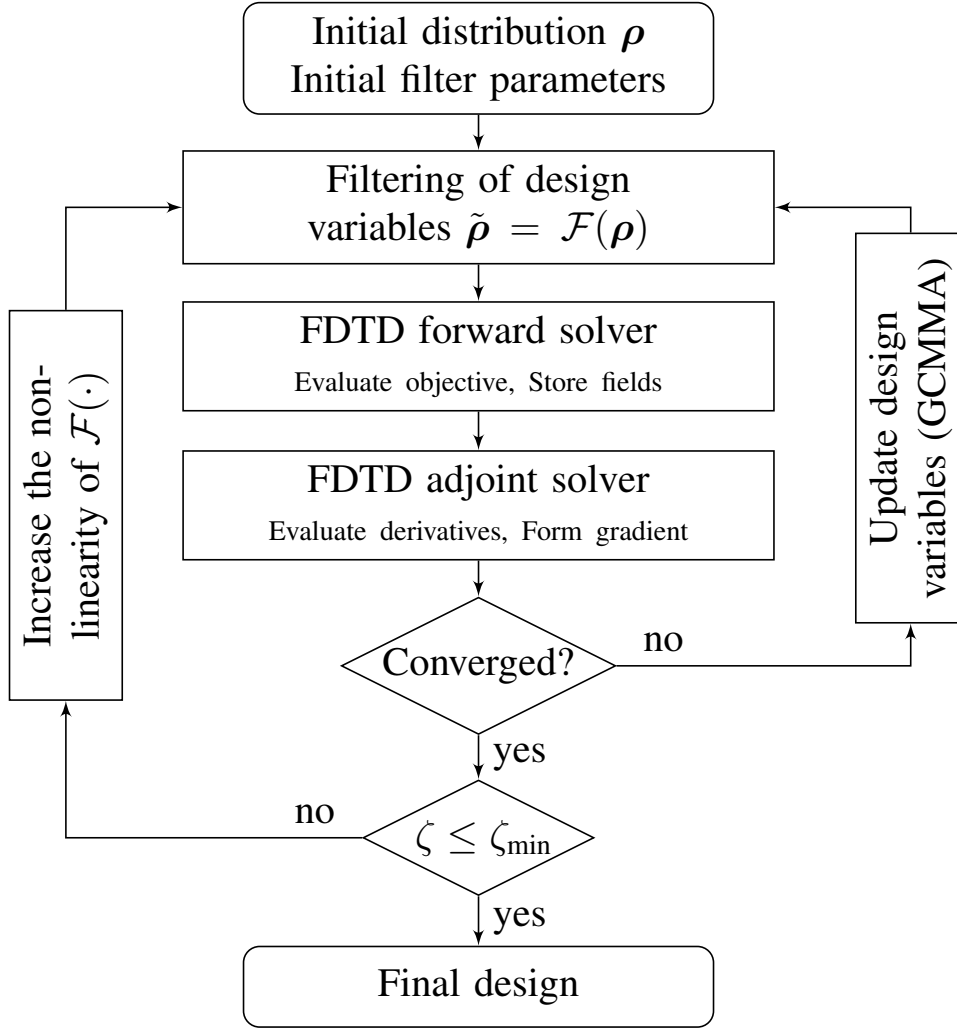 Initial distribution ρ
Initial filter parameters
Filtering of design
variables ρ̃ = ℱ(ρ)
FDTD forward solver
Evaluate objective, Store fields
FDTD adjoint solver
Evaluate derivatives, Form gradient
Increase the non-
linearity of ℱ(·)
Update design
variables (GCMMA)
Converged?
no
yes
no
ζ ≤ ζmin
yes
Final design